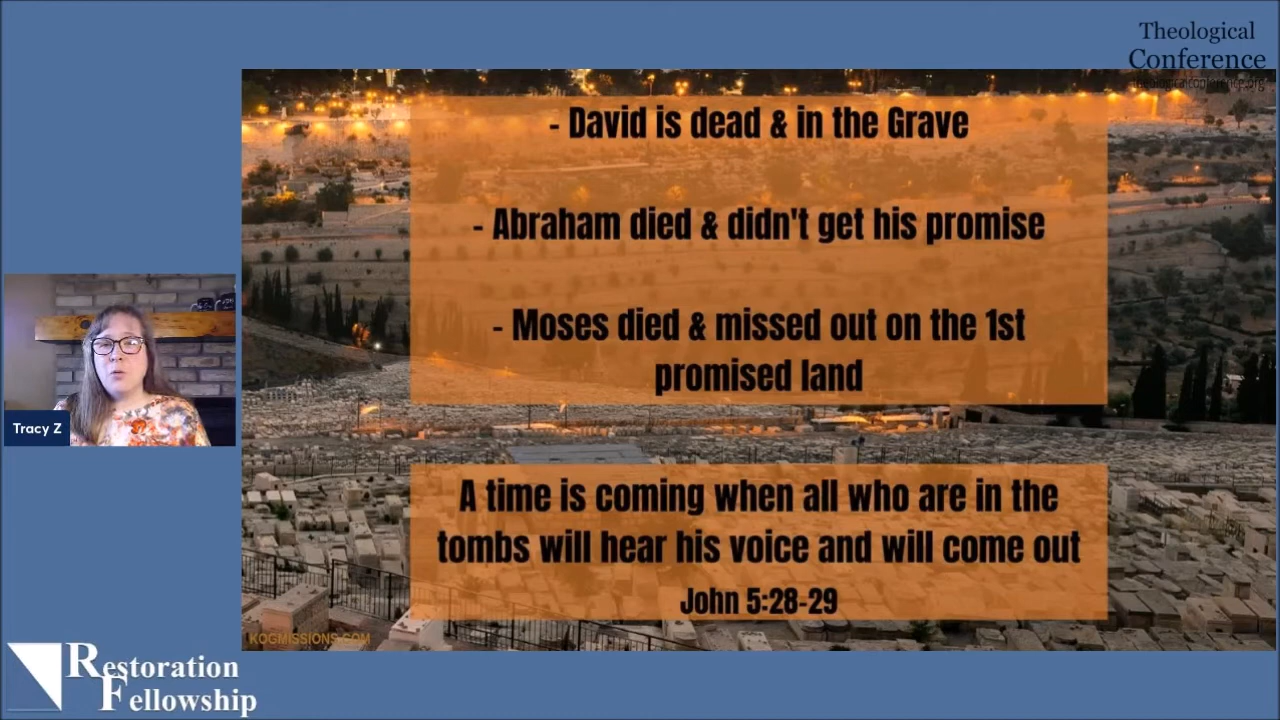 Theological
Conference
theologicalconference.org
- David is dead & in the Grave
- Abraham died & didn't get his promise
- Moses died & missed out on the 1st
promised land
Tracy Z
A time is coming when all who are in the
tombs will hear his voice and will come out
John 5:28-29
KOGMISSIONS.COM
Restoration
Fellowship